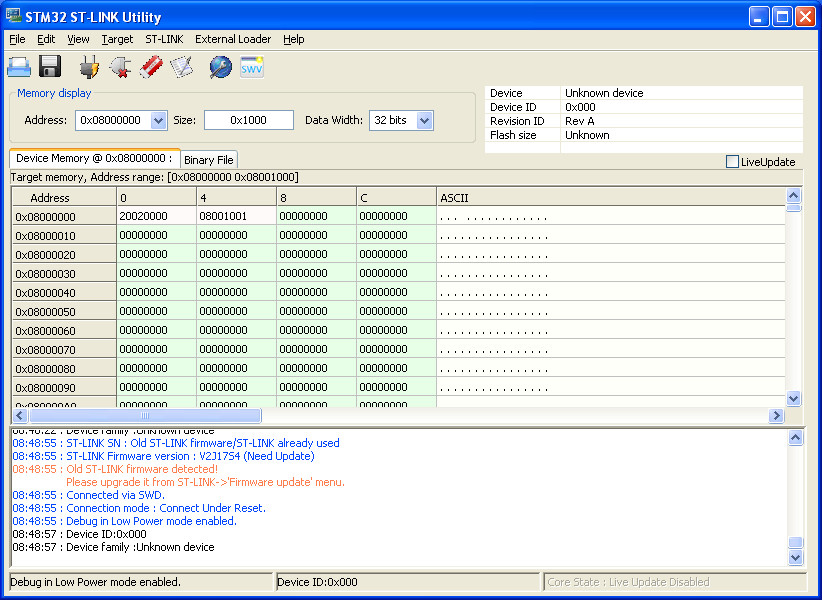 STM32 ST-LINK Utility
File Edit View Target ST-LINK External Loader Help
Memory display
Address: 0x08000000 Size: 0x1000 Data Width: 32 bits
Device Unknown device
Device ID 0x000
Revision ID Rev A
Flash size Unknown
LiveUpdate
Device Memory @ 0x08000000 : Binary File
Target memory, Address range: [0x08000000 0x08001000]
Address 0 4 8 C ASCII
0x08000000 20020000 08001001 00000000 00000000 ... ............
0x08000010 00000000 00000000 00000000 00000000 ................
0x08000020 00000000 00000000 00000000 00000000 ................
0x08000030 00000000 00000000 00000000 00000000 ................
0x08000040 00000000 00000000 00000000 00000000 ................
0x08000050 00000000 00000000 00000000 00000000 ................
0x08000060 00000000 00000000 00000000 00000000 ................
0x08000070 00000000 00000000 00000000 00000000 ................
0x08000080 00000000 00000000 00000000 00000000 ................
0x08000090 00000000 00000000 00000000 00000000 ................
0x080000A0 00000000 00000000 00000000 00000000
08:48:22 : Device family :Unknown device
08:48:55 : ST-LINK SN : Old ST-LINK firmware/ST-LINK already used
08:48:55 : ST-LINK Firmware version : V2J17S4 (Need Update)
08:48:55 : Old ST-LINK firmware detected!
Please upgrade it from ST-LINK->'Firmware update' menu.
08:48:55 : Connected via SWD.
08:48:55 : Connection mode : Connect Under Reset.
08:48:55 : Debug in Low Power mode enabled.
08:48:57 : Device ID:0x000
08:48:57 : Device family :Unknown device
Debug in Low Power mode enabled. Device ID:0x000 Core State : Live Update Disabled
SWV